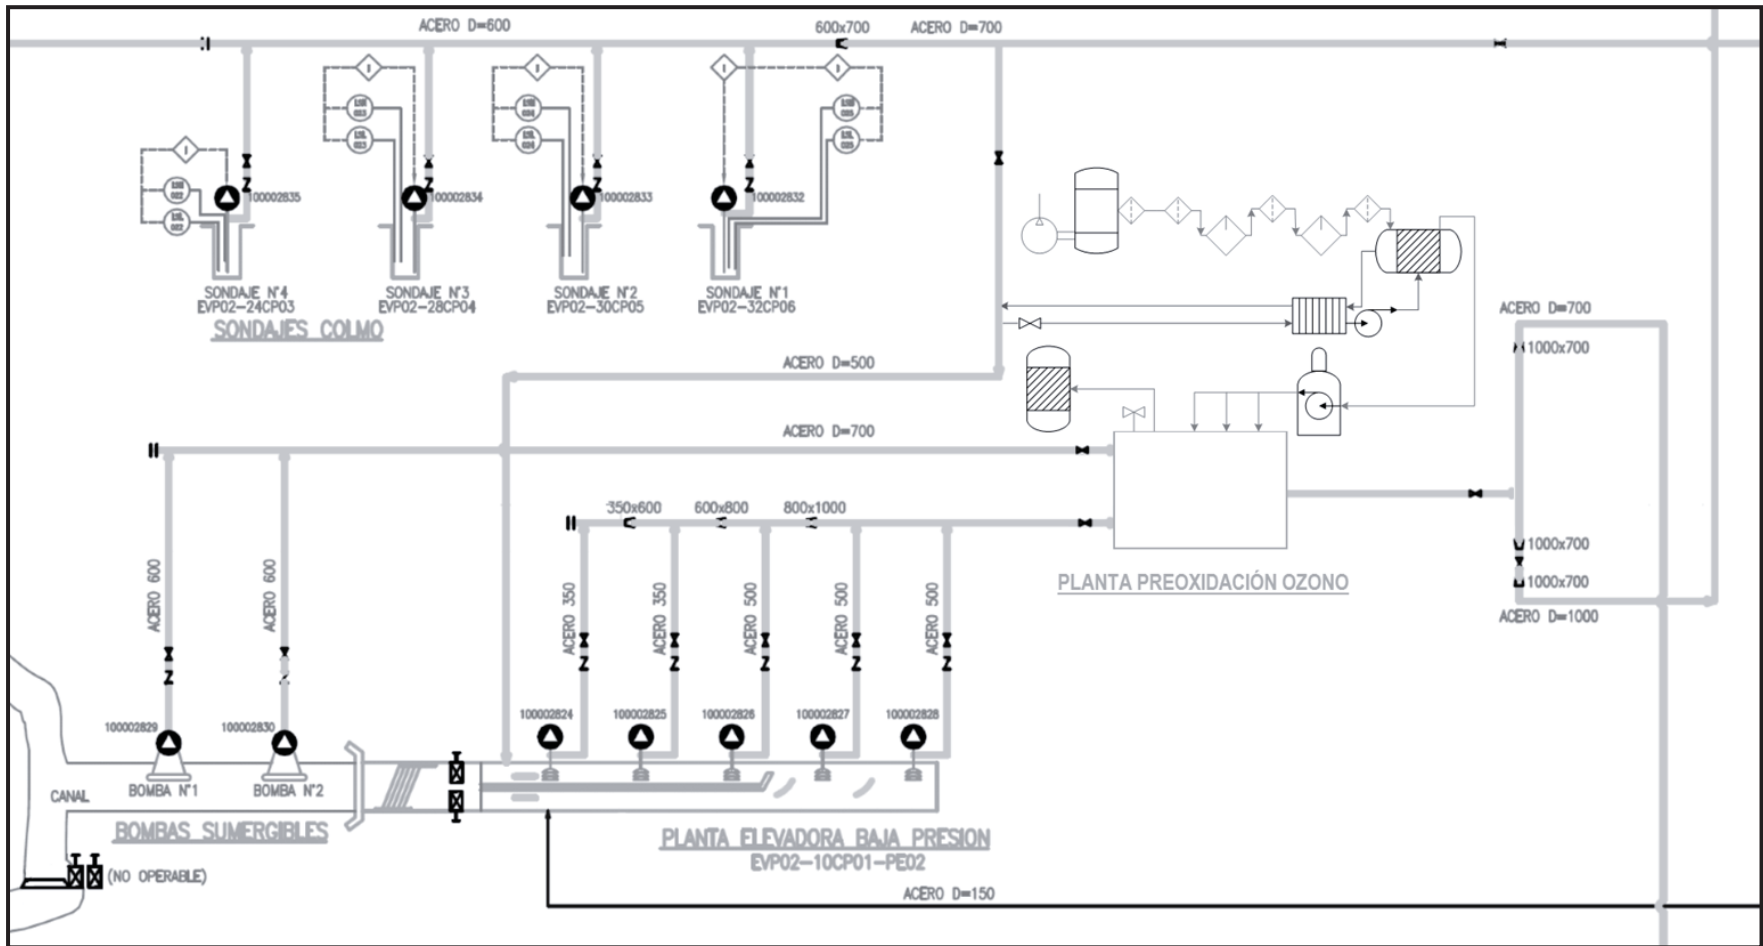 ACERO D=600
600x700
ACERO D=700
100002835
100002834
100002833
100002832
SONDAJE N°4
EVP02-24CP03
SONDAJE N°3
EVP02-28CP04
SONDAJE N°2
EVP02-30CP05
SONDAJE N°1
EVP02-32CP06
SONDAJES COLMO
ACERO D=700
1000x700
ACERO D=500
ACERO D=700
350x600
600x800
800x1000
1000x700
1000x700
PLANTA PREOXIDACIÓN OZONO
ACERO D=1000
ACERO 600
ACERO 600
ACERO 350
ACERO 350
ACERO 500
ACERO 500
ACERO 500
100002829
100002830
100002824
100002825
100002826
100002827
100002828
CANAL
BOMBA N°1
BOMBA N°2
BOMBAS SUMERGIBLES
PLANTA ELEVADORA BAJA PRESION
EVP02-10CP01-PE02
(NO OPERABLE)
ACERO D=150